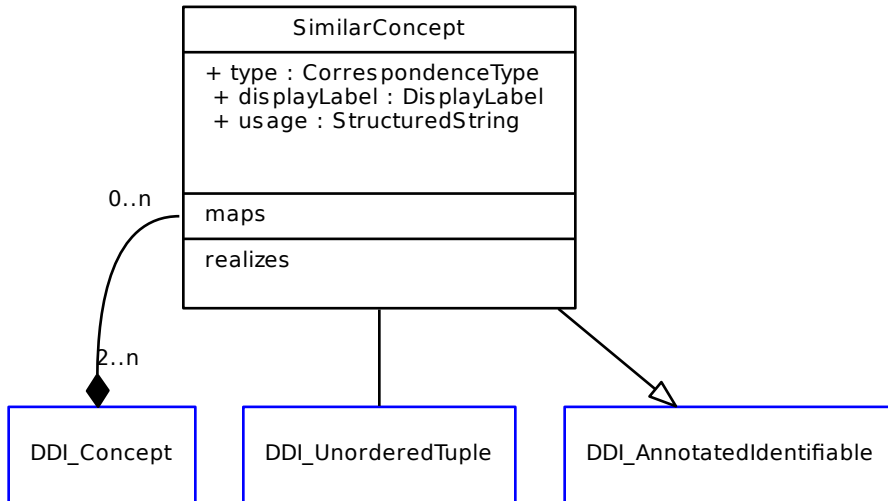 SimilarConcept
+ type : CorrespondenceType
+ displayLabel : DisplayLabel
+ usage : StructuredString
0..n
maps
realizes
2..n
DDI_Concept
DDI_UnorderedTuple
DDI_AnnotatedIdentifiable